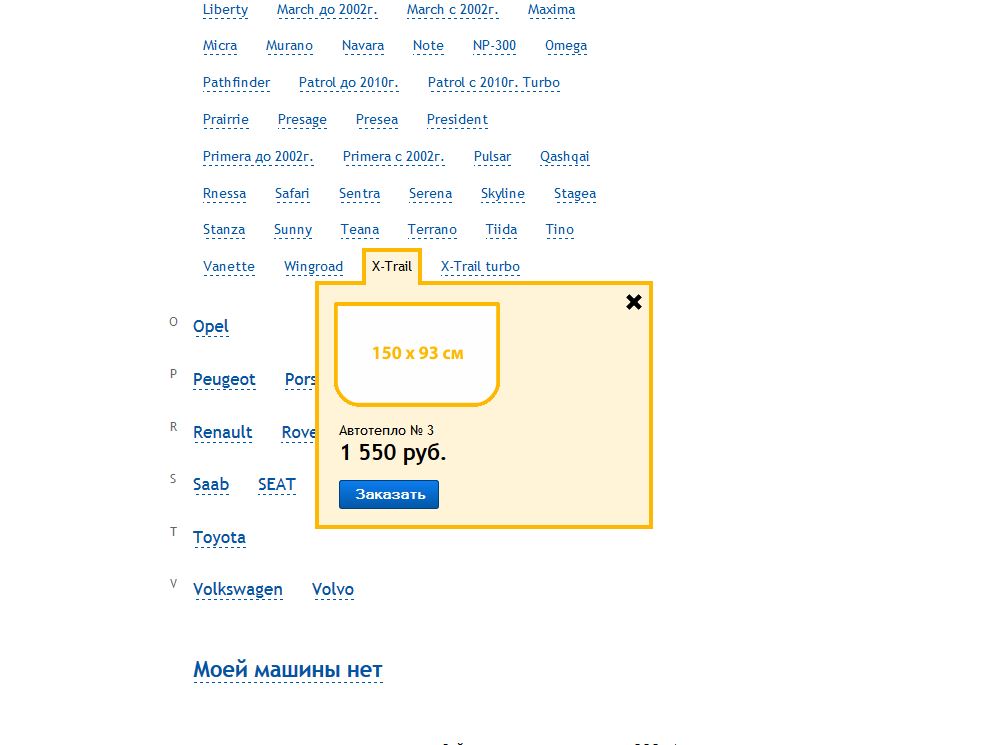 Liberty March до 2002г. March с 2002г. Maxima
Micra Murano Navara Note NP-300 Omega
Pathfinder Patrol до 2010г. Patrol с 2010г. Turbo
Prairrie Presage Presea President
Primera до 2002г. Primera с 2002г. Pulsar Qashqai
Rnessa Safari Sentra Serena Skyline Stagea
Stanza Sunny Teana Terrano Tiida Tino
Vanette Wingroad X-Trail X-Trail turbo
150 x 93 см
Автотепло № 3
1 550 руб.
Заказать
O Opel
P Peugeot Pors
R Renault Rove
S Saab SEAT
T Toyota
V Volkswagen Volvo
Моей машины нет